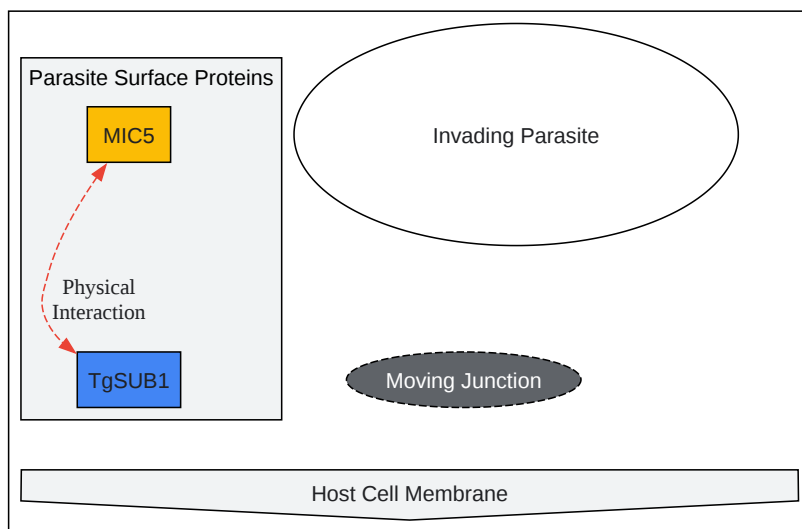 Parasite Surface Proteins
MIC5
Invading Parasite
Physical
Interaction
TgSUB1
Moving Junction
Host Cell Membrane